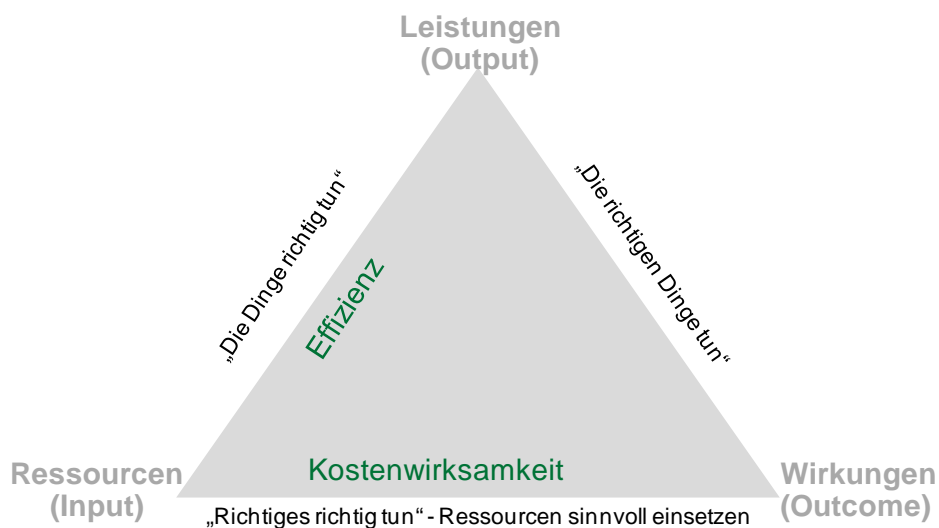 Leistungen
(Output)
„Die Dinge richtig tun“
„Die richtigen Dinge tun“
Effizienz
Kostenwirksamkeit
Ressourcen
(Input)
Wirkungen
(Outcome)
„Richtiges richtig tun“ - Ressourcen sinnvoll einsetzen